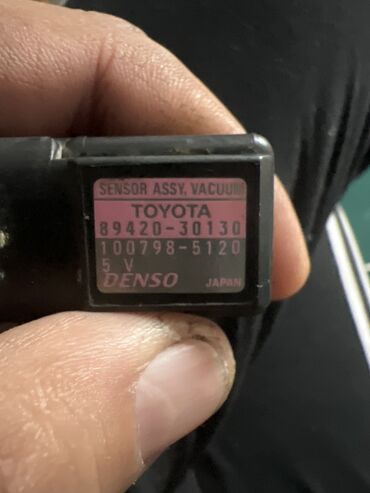 SENSOR ASSY, VACUUM
TOYOTA
89420-30130
100798-5120
5 V
DENSO JAPAN